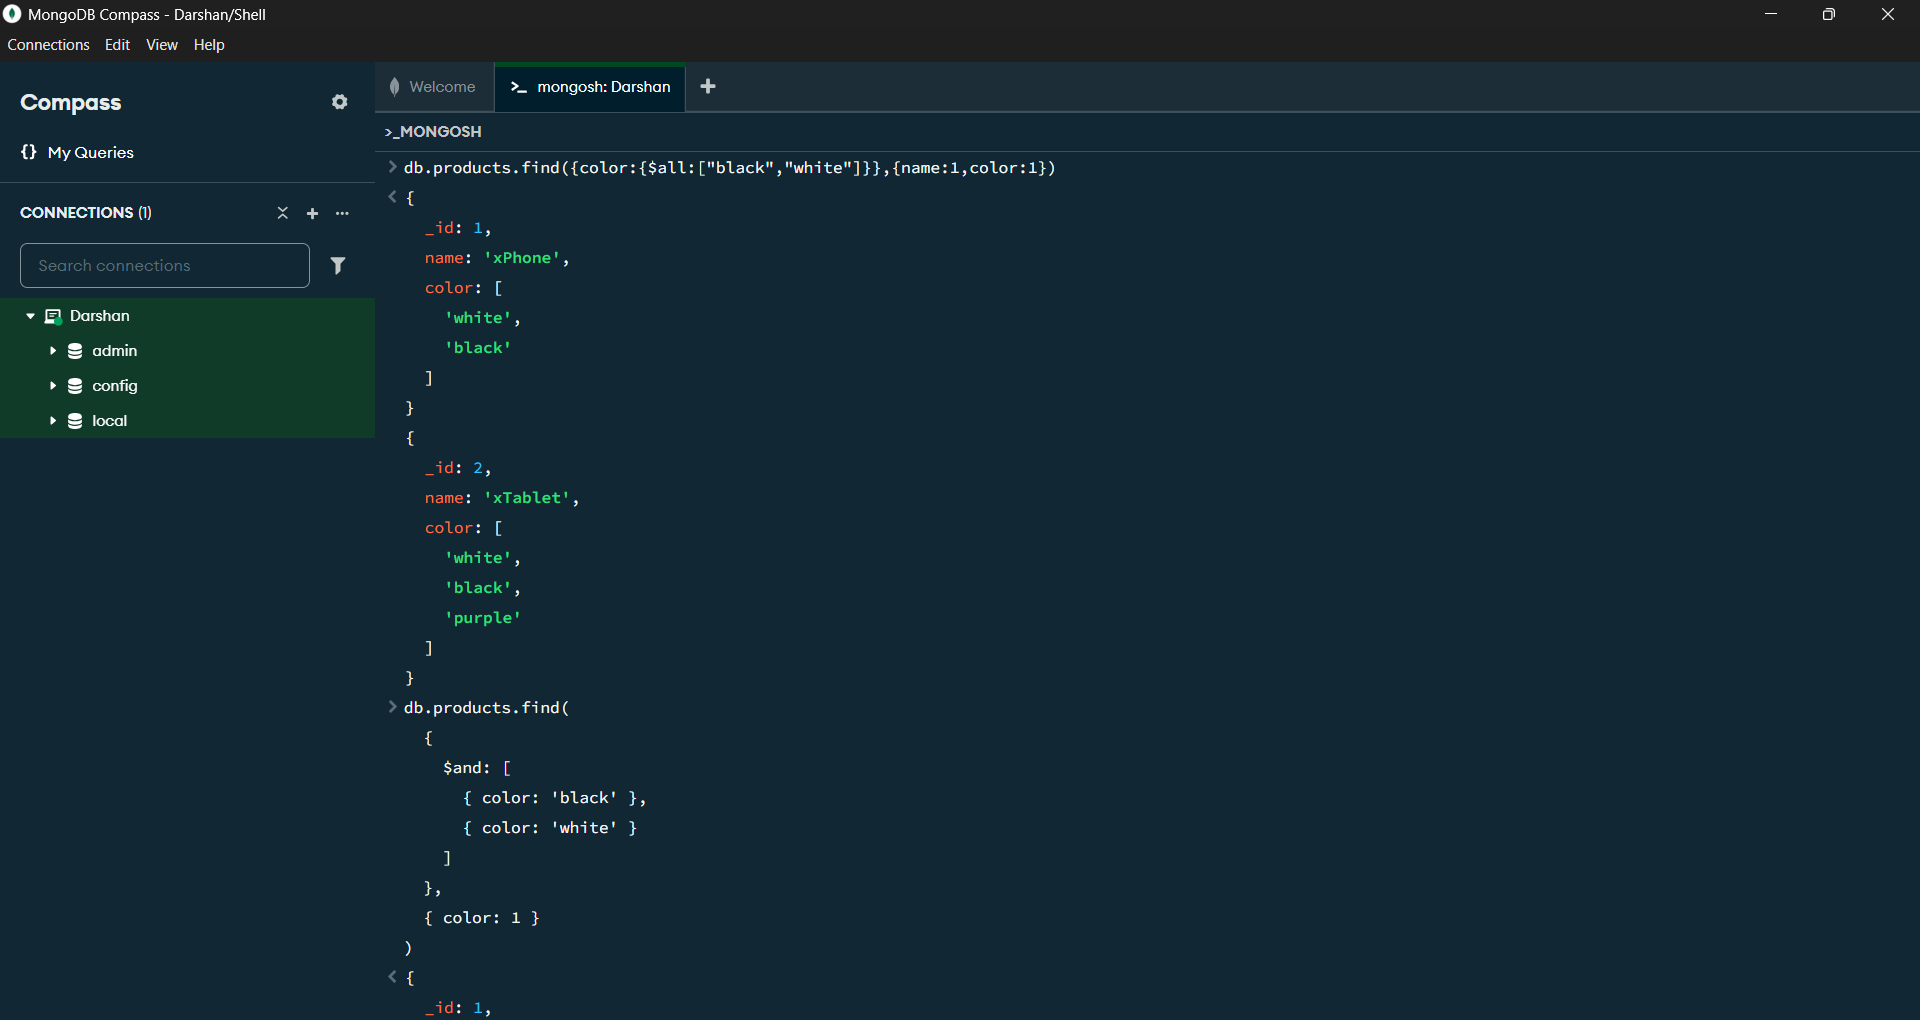 MongoDB Compass - Darshan/Shell
Connections Edit View Help
Compass
My Queries
CONNECTIONS (1)
Search connections
Darshan
admin
config
local
Welcome
>_ mongosh: Darshan
>_MONGOSH
> db.products.find({color:{$all:["black","white"]}},{name:1,color:1})
< {
_id: 1,
name: 'xPhone',
color: [
'white',
'black'
]
}
{
_id: 2,
name: 'xTablet',
color: [
'white',
'black',
'purple'
]
}
> db.products.find(
{
$and: [
{ color: 'black' },
{ color: 'white' }
]
},
{ color: 1 }
)
< {
_id: 1,